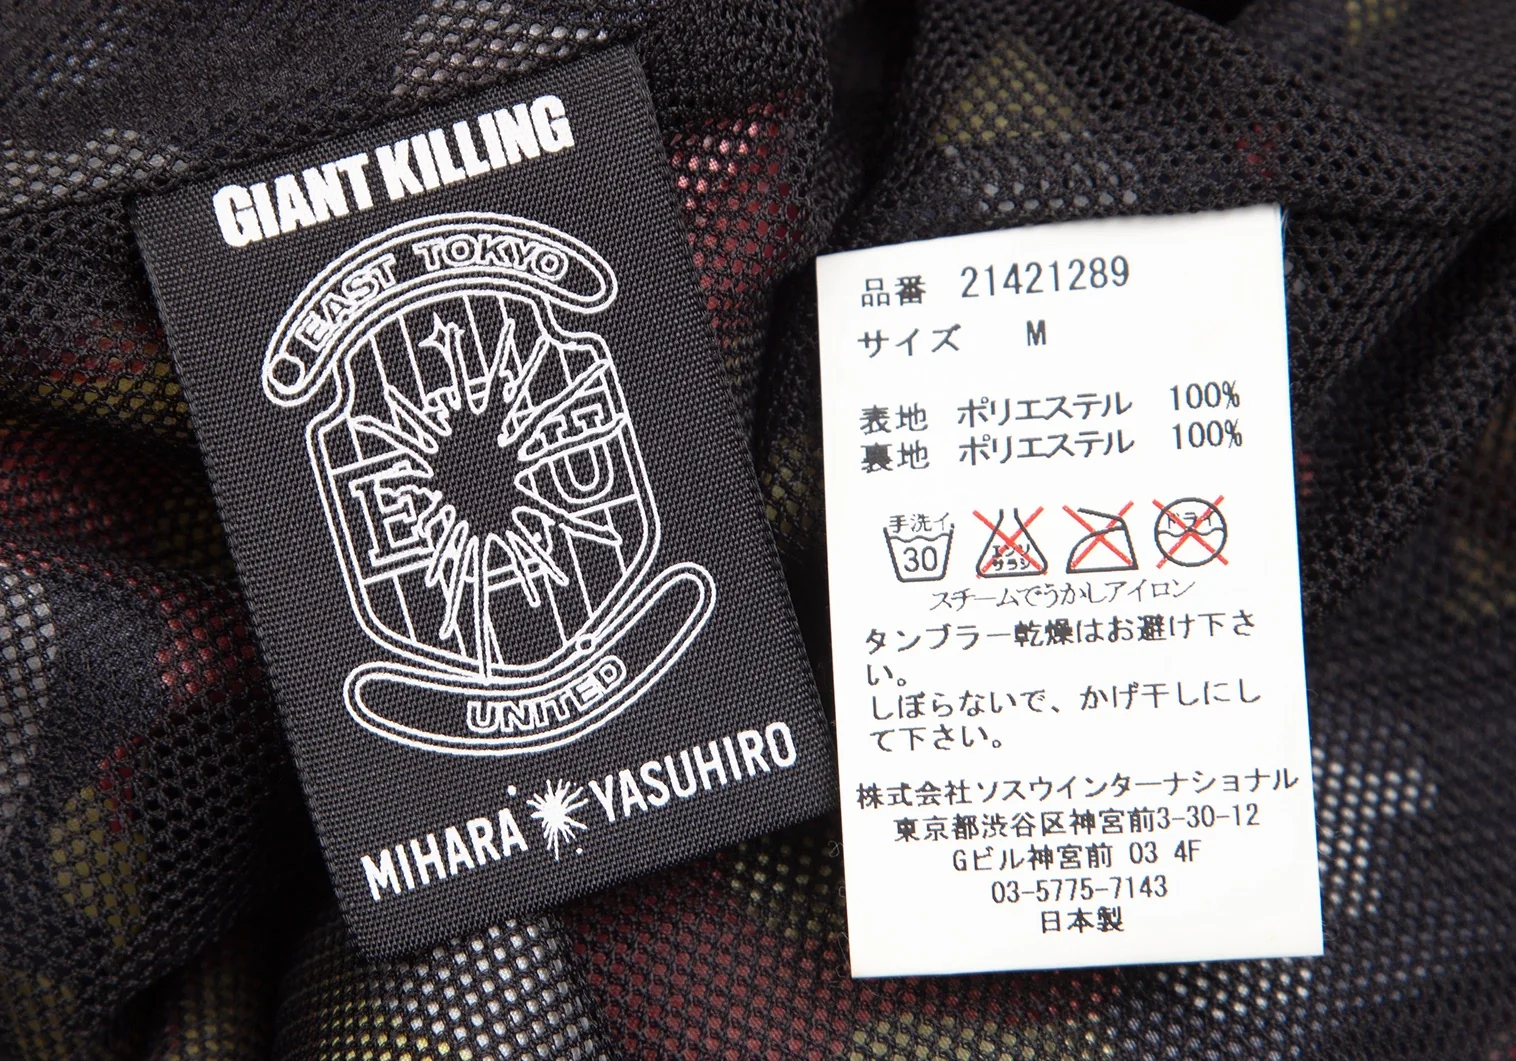 GIANT KILLING
EAST TOKYO
E
T
U
UNITED
MIHARA YASUHIRO
品番 21421289
サイズ M
表地 ポリエステル 100%
裏地 ポリエステル 100%
手洗イ
30
エンソ
サラシ
ドライ
スチームでうかしアイロン
タンブラー乾燥はお避け下さ
い。
しぼらないで、かげ干しにし
て下さい。
株式会社ソスウインターナショナル
東京都渋谷区神宮前3-30-12
Gビル神宮前 03 4F
03-5775-7143
日本製